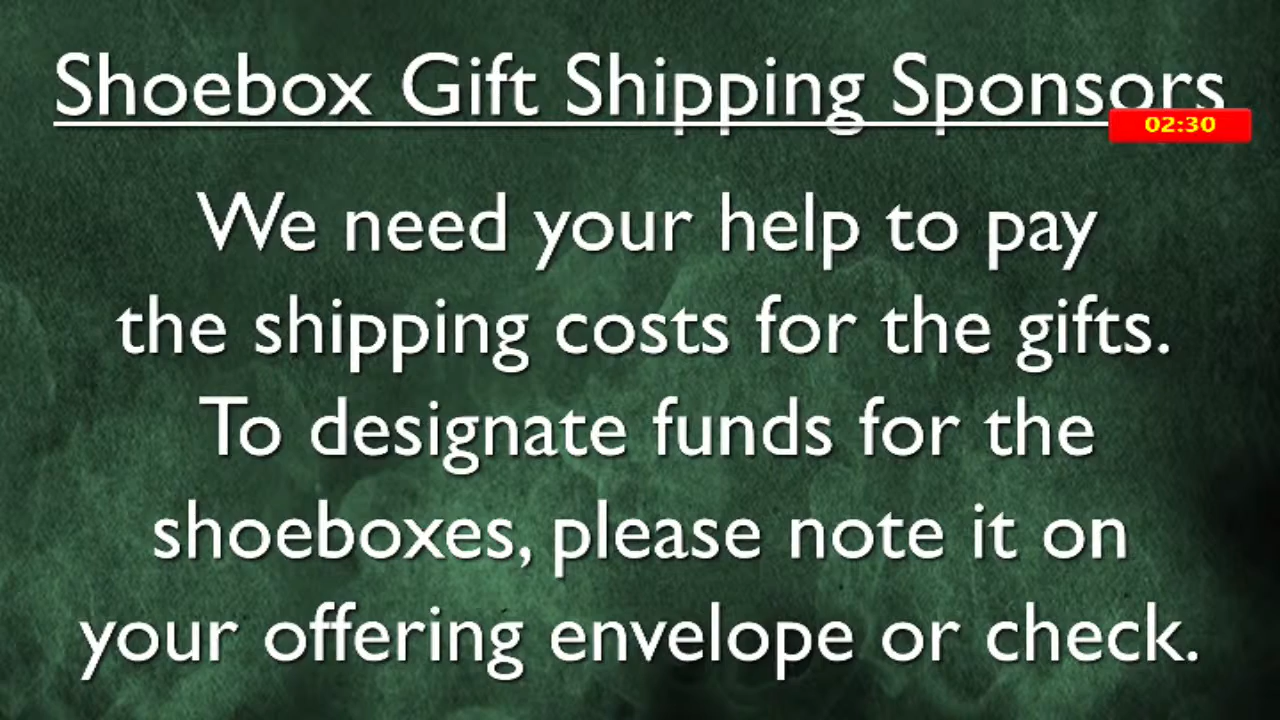 Shoebox Gift Shipping Sponsors
02:30
We need your help to pay
the shipping costs for the gifts.
To designate funds for the
shoeboxes, please note it on
your offering envelope or check.